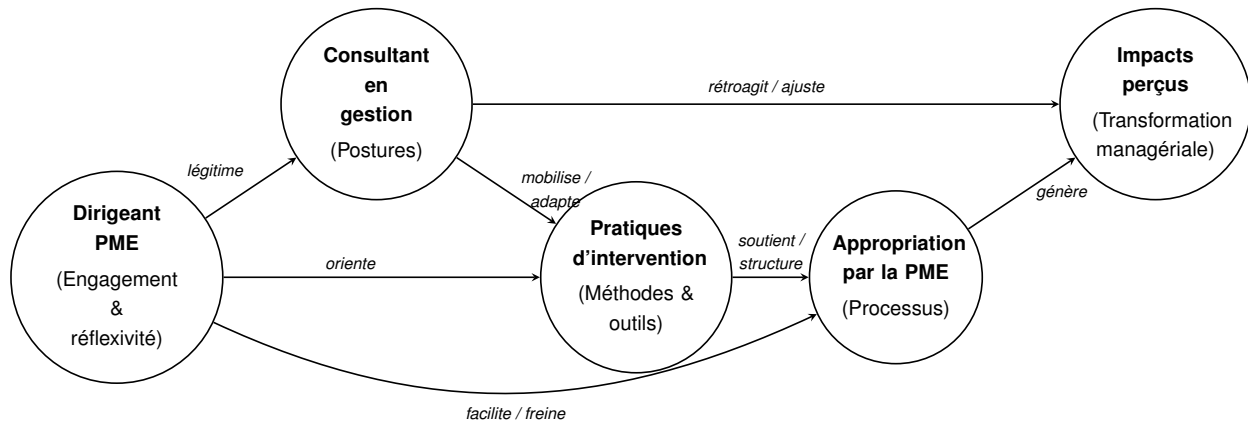 Consultant
en
gestion
(Postures)
Impacts
perçus
(Transformation
managériale)
rétroagit / ajuste
légitime
mobilise /
adapte
génère
Dirigeant
PME
(Engagement
&
réflexivité)
oriente
Pratiques
d’intervention
(Méthodes &
outils)
soutient /
structure
Appropriation
par la PME
(Processus)
facilite / freine